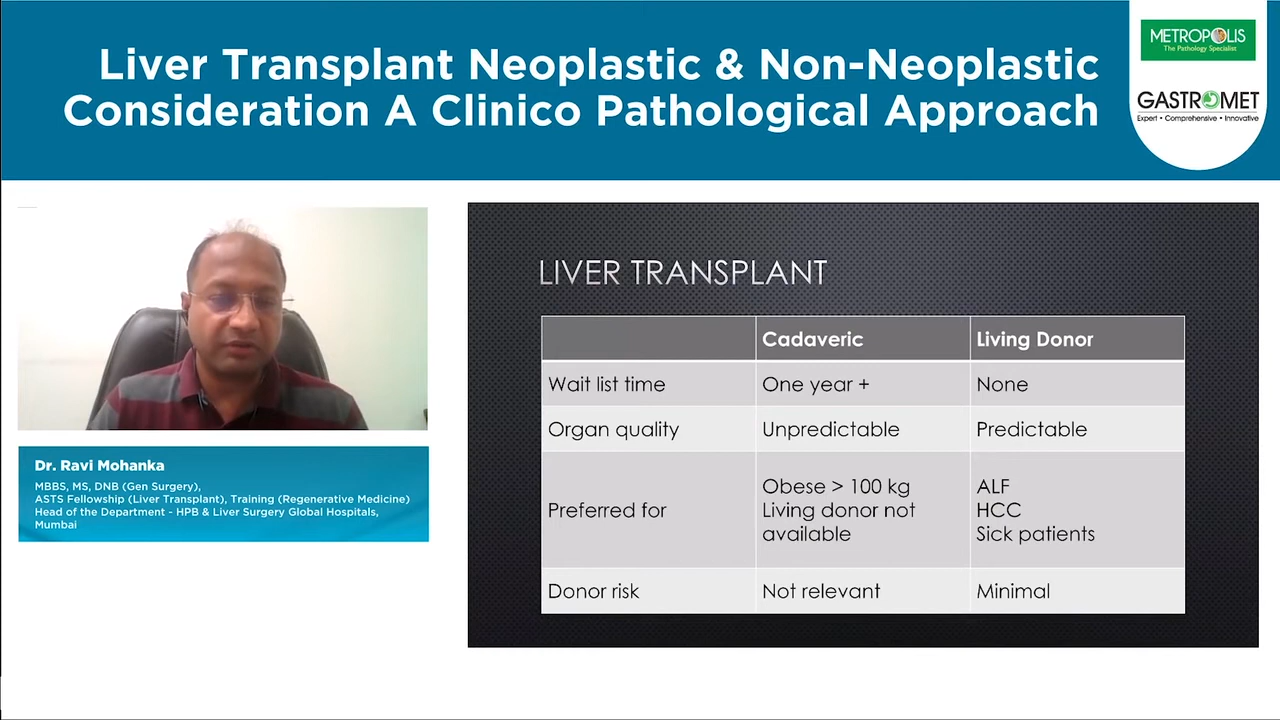 Liver Transplant Neoplastic & Non-Neoplastic
Consideration A Clinico Pathological Approach
METROPOLIS
The Pathology Specialist
GASTROMET
Expert • Comprehensive • Innovative
Dr. Ravi Mohanka
MBBS, MS, DNB (Gen Surgery),
ASTS Fellowship (Liver Transplant), Training (Regenerative Medicine)
Head of the Department - HPB & Liver Surgery Global Hospitals,
Mumbai
LIVER TRANSPLANT
Cadaveric Living Donor
Wait list time One year + None
Organ quality Unpredictable Predictable
Preferred for
Obese > 100 kg
Living donor not
available
ALF
HCC
Sick patients
Donor risk Not relevant Minimal